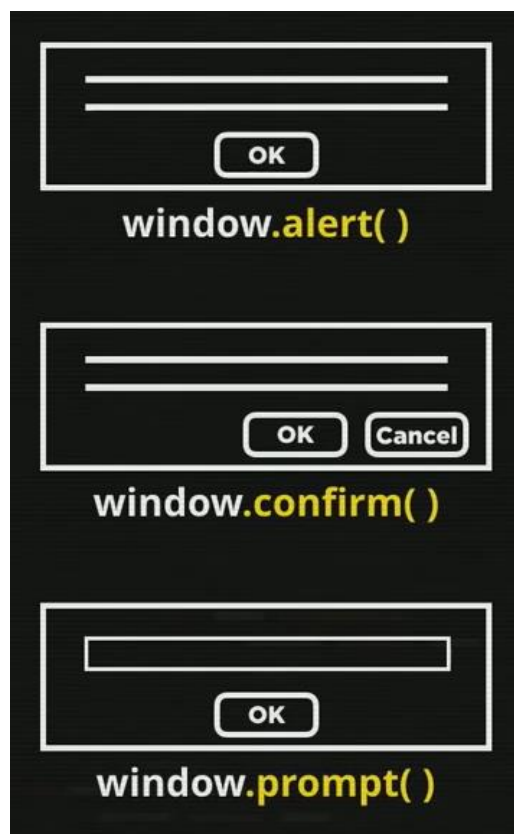 OK
window.alert( )
OK Cancel
window.confirm( )
OK
window.prompt( )